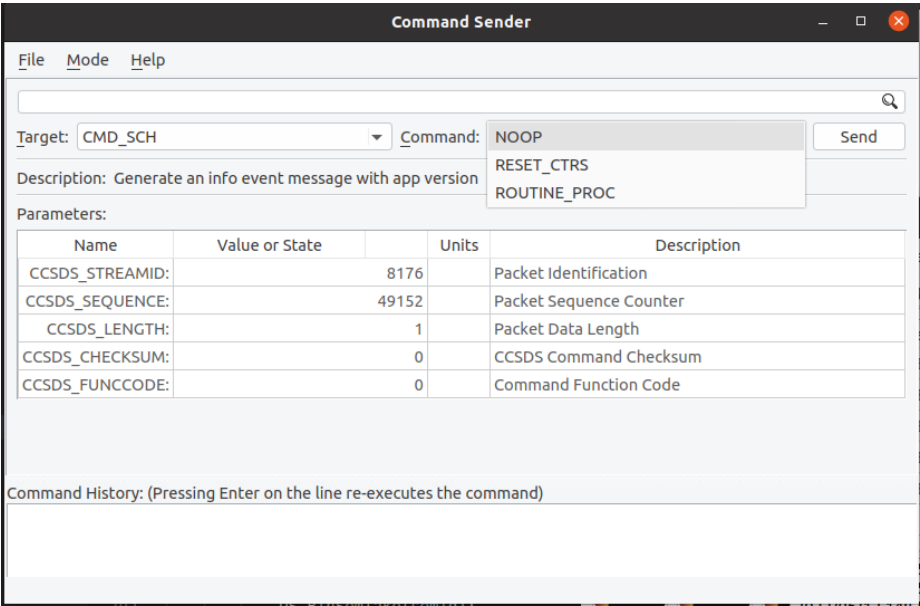 Command Sender
File Mode Help
Target: CMD_SCH Command: NOOP Send
RESET_CTRS
Description: Generate an info event message with app version
ROUTINE_PROC
Parameters:
Name Value or State Units Description
CCSDS_STREAMID: 8176 Packet Identification
CCSDS_SEQUENCE: 49152 Packet Sequence Counter
CCSDS_LENGTH: 1 Packet Data Length
CCSDS_CHECKSUM: 0 CCSDS Command Checksum
CCSDS_FUNCCODE: 0 Command Function Code
Command History: (Pressing Enter on the line re-executes the command)